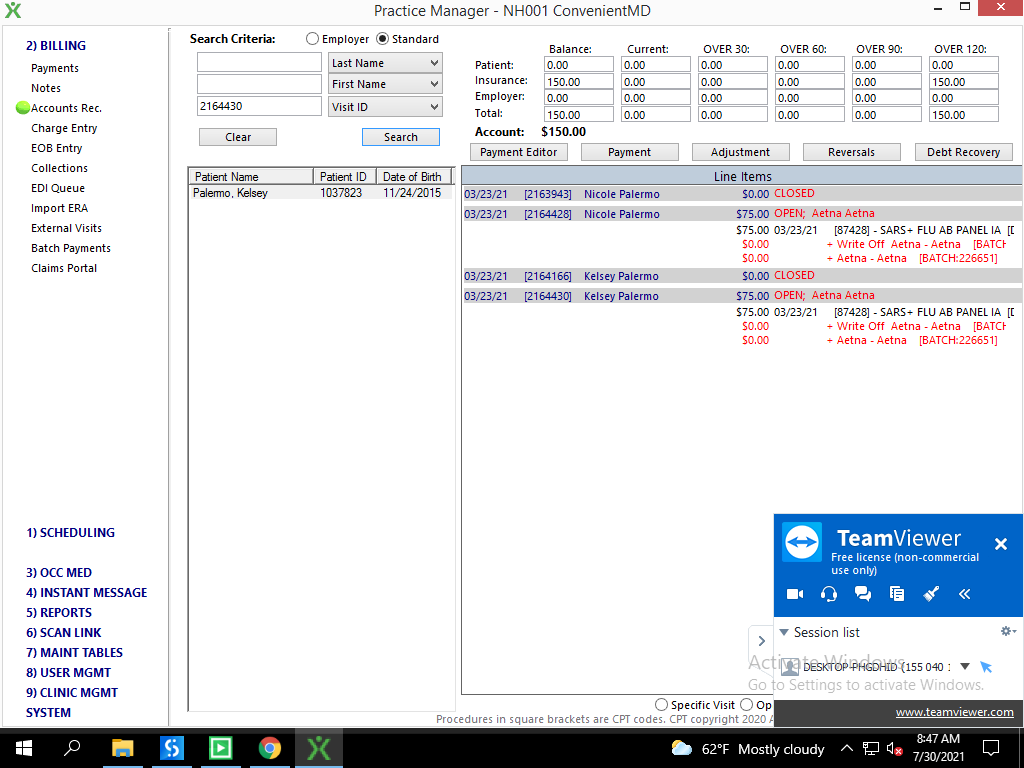 Practice Manager - NH001 ConvenientMD
2) BILLING
Payments
Notes
Accounts Rec.
Charge Entry
EOB Entry
Collections
EDI Queue
Import ERA
External Visits
Batch Payments
Claims Portal
1) SCHEDULING
3) OCC MED
4) INSTANT MESSAGE
5) REPORTS
6) SCAN LINK
7) MAINT TABLES
8) USER MGMT
9) CLINIC MGMT
SYSTEM
Search Criteria: Employer Standard
Last Name
First Name
2164430 Visit ID
Clear Search
Patient Name Patient ID Date of Birth
Palermo, Kelsey 1037823 11/24/2015
Balance: Current: OVER 30: OVER 60: OVER 90: OVER 120:
Patient: 0.00 0.00 0.00 0.00 0.00 0.00
Insurance: 150.00 0.00 0.00 0.00 0.00 150.00
Employer: 0.00 0.00 0.00 0.00 0.00 0.00
Total: 150.00 0.00 0.00 0.00 0.00 150.00
Account: $150.00
Payment Editor Payment Adjustment Reversals Debt Recovery
Line Items
03/23/21 [2163943] Nicole Palermo $0.00 CLOSED
03/23/21 [2164428] Nicole Palermo $75.00 OPEN; Aetna Aetna
$75.00 03/23/21 [87428] - SARS+ FLU AB PANEL IA [D
$0.00 + Write Off Aetna - Aetna [BATCH
$0.00 + Aetna - Aetna [BATCH:226651]
03/23/21 [2164166] Kelsey Palermo $0.00 CLOSED
03/23/21 [2164430] Kelsey Palermo $75.00 OPEN; Aetna Aetna
$75.00 03/23/21 [87428] - SARS+ FLU AB PANEL IA [D
$0.00 + Write Off Aetna - Aetna [BATCH
$0.00 + Aetna - Aetna [BATCH:226651]
Specific Visit Op
Procedures in square brackets are CPT codes. CPT copyright 2020 A
TeamViewer
Free license (non-commercial
use only)
Session list
DESKTOP-PHGDH1D (155 040 :
Activate Windows
Go to Settings to activate Windows.
www.teamviewer.com
62°F Mostly cloudy
8:47 AM
7/30/2021